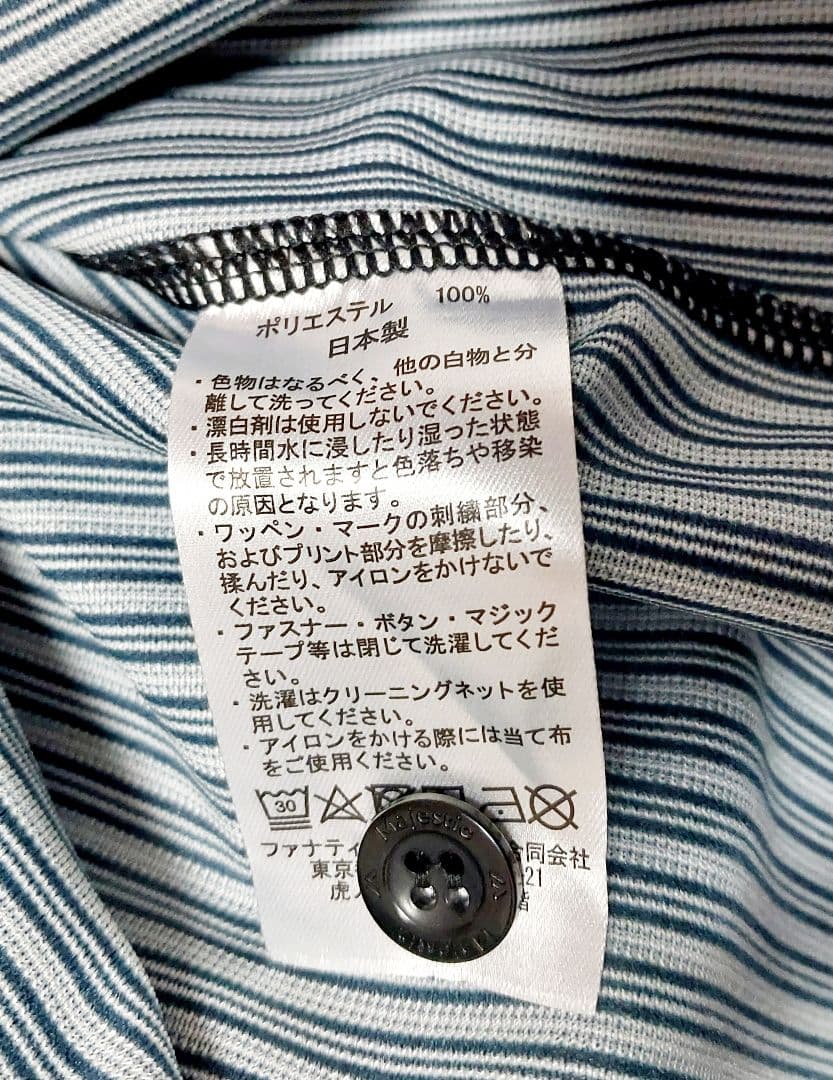 ポリエステル 100%
日本製
・色物はなるべく、他の白物と分
離して洗ってください。
・漂白剤は使用しないでください。
・長時間水に浸したり湿った状態
で放置されますと色落ちや移染
の原因となります。
・ワッペン・マークの刺繍部分、
およびプリント部分を摩擦したり、
揉んだり、アイロンをかけないで
ください。
・ファスナー・ボタン・マジック
テープ等は閉じて洗濯してくだ
さい。
・洗濯はクリーニングネットを使
用してください。
・アイロンをかける際には当て布
をご使用ください。
30
ファナティ 合同会社
東京 21
虎 階
Majestic